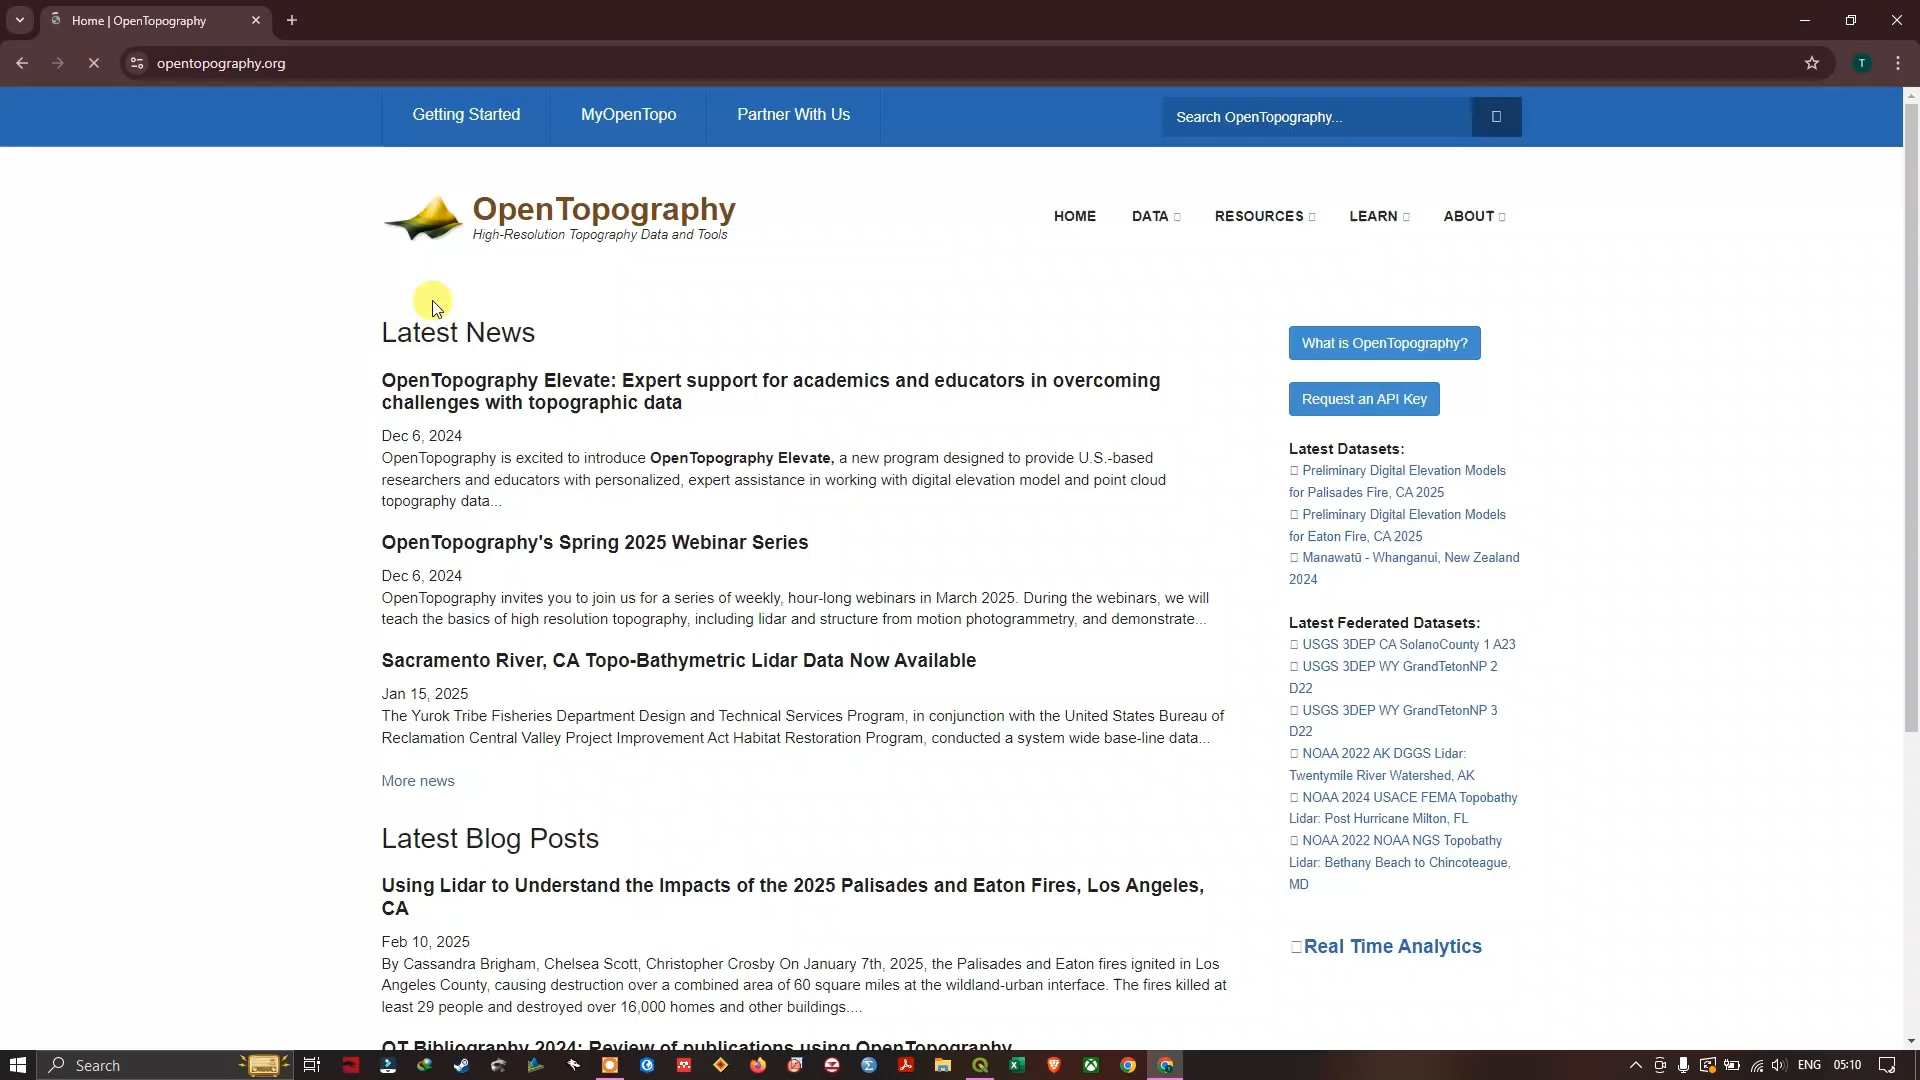 Home | OpenTopography
opentopography.org
T
Getting Started
MyOpenTopo
Partner With Us
Search OpenTopography...
OpenTopography
High-Resolution Topography Data and Tools
HOME
DATA
RESOURCES
LEARN
ABOUT
Latest News
OpenTopography Elevate: Expert support for academics and educators in overcoming
challenges with topographic data
Dec 6, 2024
OpenTopography is excited to introduce OpenTopography Elevate, a new program designed to provide U.S.-based
researchers and educators with personalized, expert assistance in working with digital elevation model and point cloud
topography data...
OpenTopography's Spring 2025 Webinar Series
Dec 6, 2024
OpenTopography invites you to join us for a series of weekly, hour-long webinars in March 2025. During the webinars, we will
teach the basics of high resolution topography, including lidar and structure from motion photogrammetry, and demonstrate...
Sacramento River, CA Topo-Bathymetric Lidar Data Now Available
Jan 15, 2025
The Yurok Tribe Fisheries Department Design and Technical Services Program, in conjunction with the United States Bureau of
Reclamation Central Valley Project Improvement Act Habitat Restoration Program, conducted a system wide base-line data...
More news
Latest Blog Posts
Using Lidar to Understand the Impacts of the 2025 Palisades and Eaton Fires, Los Angeles,
CA
Feb 10, 2025
By Cassandra Brigham, Chelsea Scott, Christopher Crosby On January 7th, 2025, the Palisades and Eaton fires ignited in Los
Angeles County, causing destruction over a combined area of 60 square miles at the wildland-urban interface. The fires killed at
least 29 people and destroyed over 16,000 homes and other buildings....
OT Bibliography 2024: Review of publications using OpenTopography
What is OpenTopography?
Request an API Key
Latest Datasets:
Preliminary Digital Elevation Models
for Palisades Fire, CA 2025
Preliminary Digital Elevation Models
for Eaton Fire, CA 2025
Manawatū - Whanganui, New Zealand
2024
Latest Federated Datasets:
USGS 3DEP CA SolanoCounty 1 A23
USGS 3DEP WY GrandTetonNP 2
D22
USGS 3DEP WY GrandTetonNP 3
D22
NOAA 2022 AK DGGS Lidar:
Twentymile River Watershed, AK
NOAA 2024 USACE FEMA Topobathy
Lidar: Post Hurricane Milton, FL
NOAA 2022 NOAA NGS Topobathy
Lidar: Bethany Beach to Chincoteague,
MD
Real Time Analytics
Search
ENG
05:10